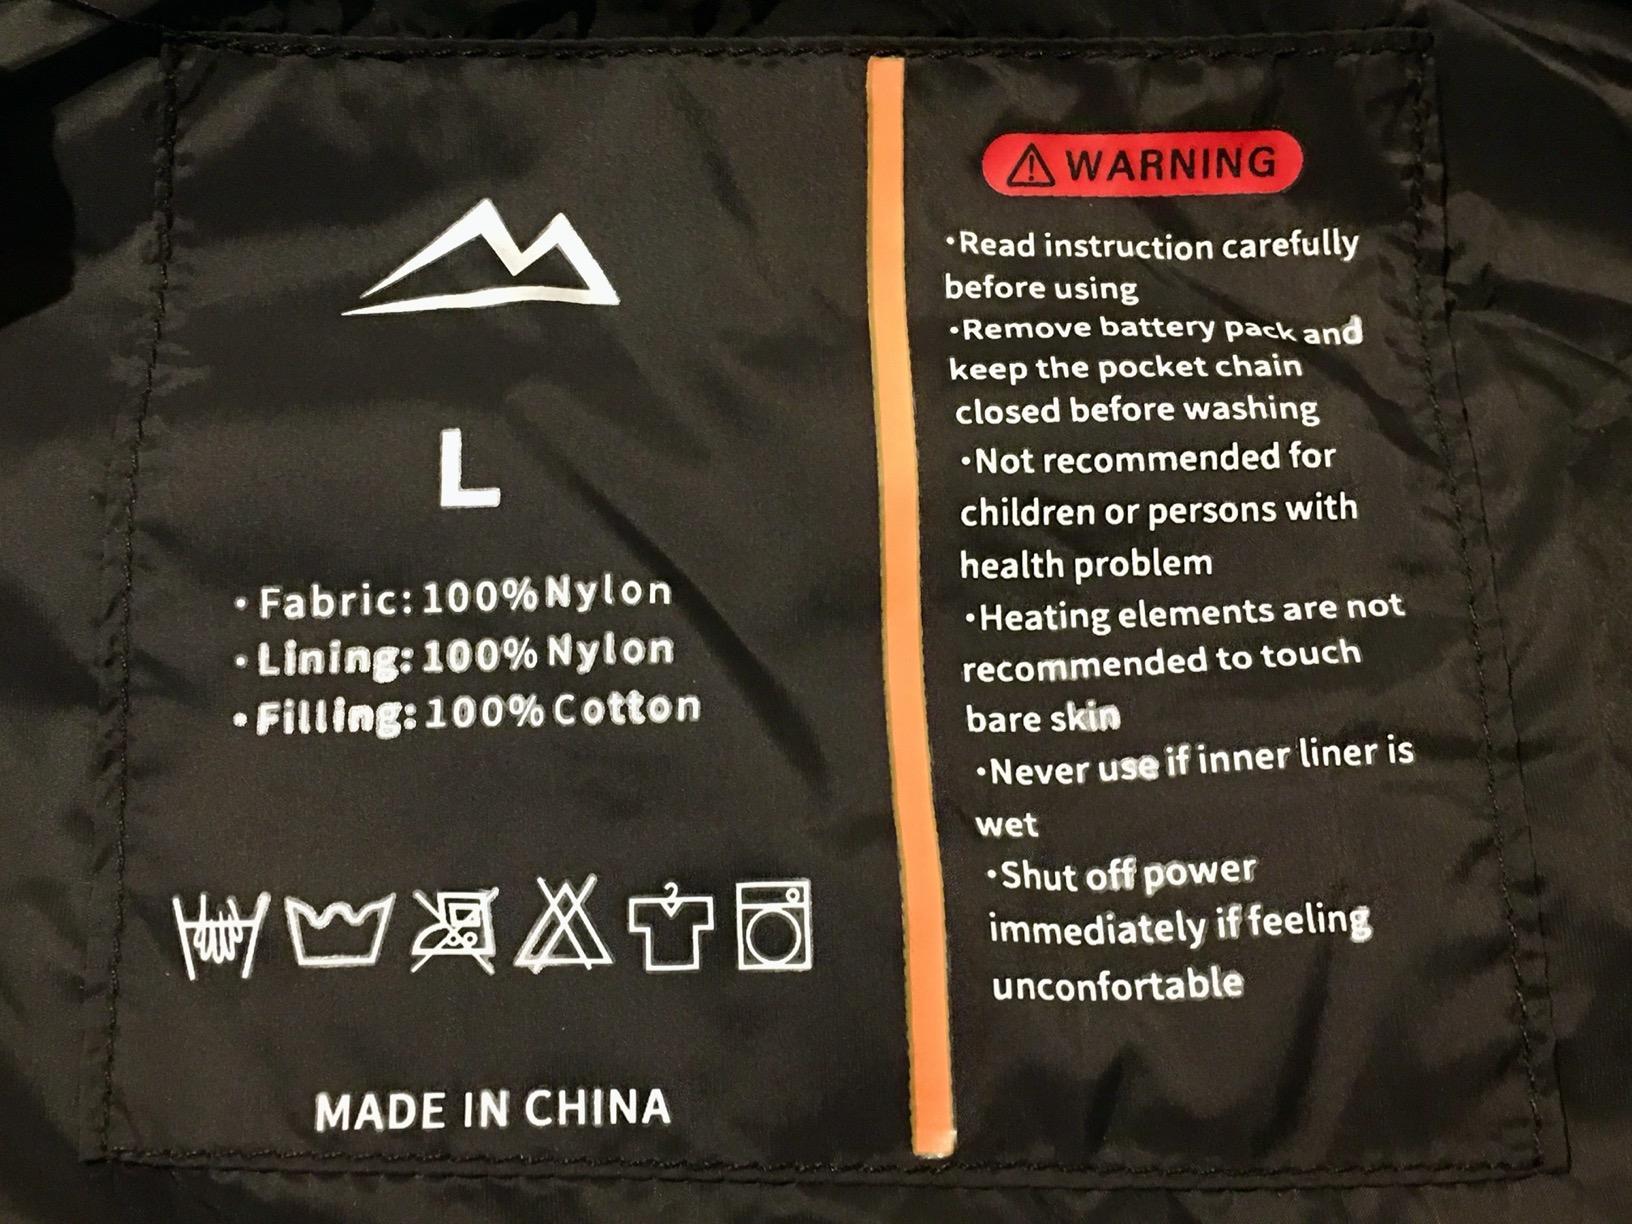 L
•Fabric: 100% Nylon
•Lining: 100% Nylon
•Filling: 100% Cotton
MADE IN CHINA
WARNING
•Read instruction carefully
before using
•Remove battery pack and
keep the pocket chain
closed before washing
•Not recommended for
children or persons with
health problem
•Heating elements are not
recommended to touch
bare skin
•Never use if inner liner is
wet
•Shut off power
immediately if feeling
unconfortable